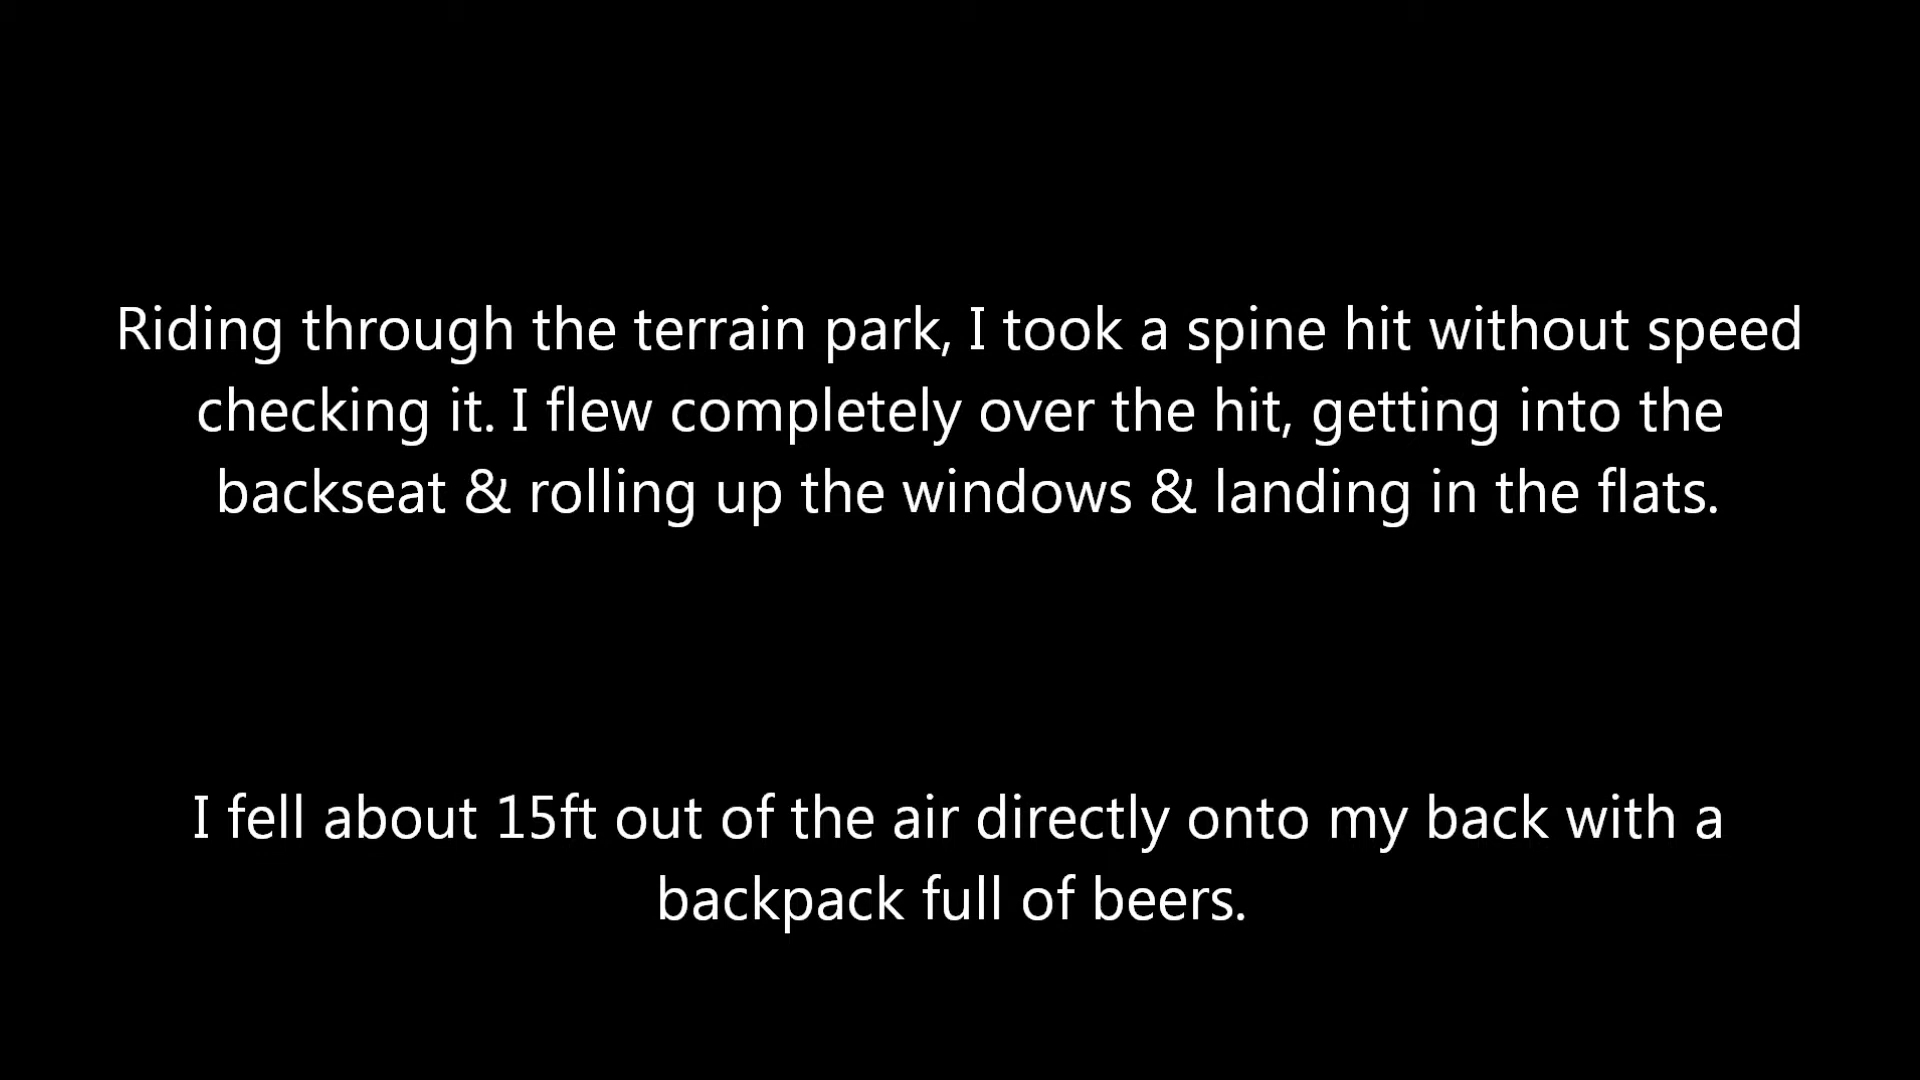 Riding through the terrain park, I took a spine hit without speed
checking it. I flew completely over the hit, getting into the
backseat & rolling up the windows & landing in the flats.
I fell about 15ft out of the air directly onto my back with a
backpack full of beers.